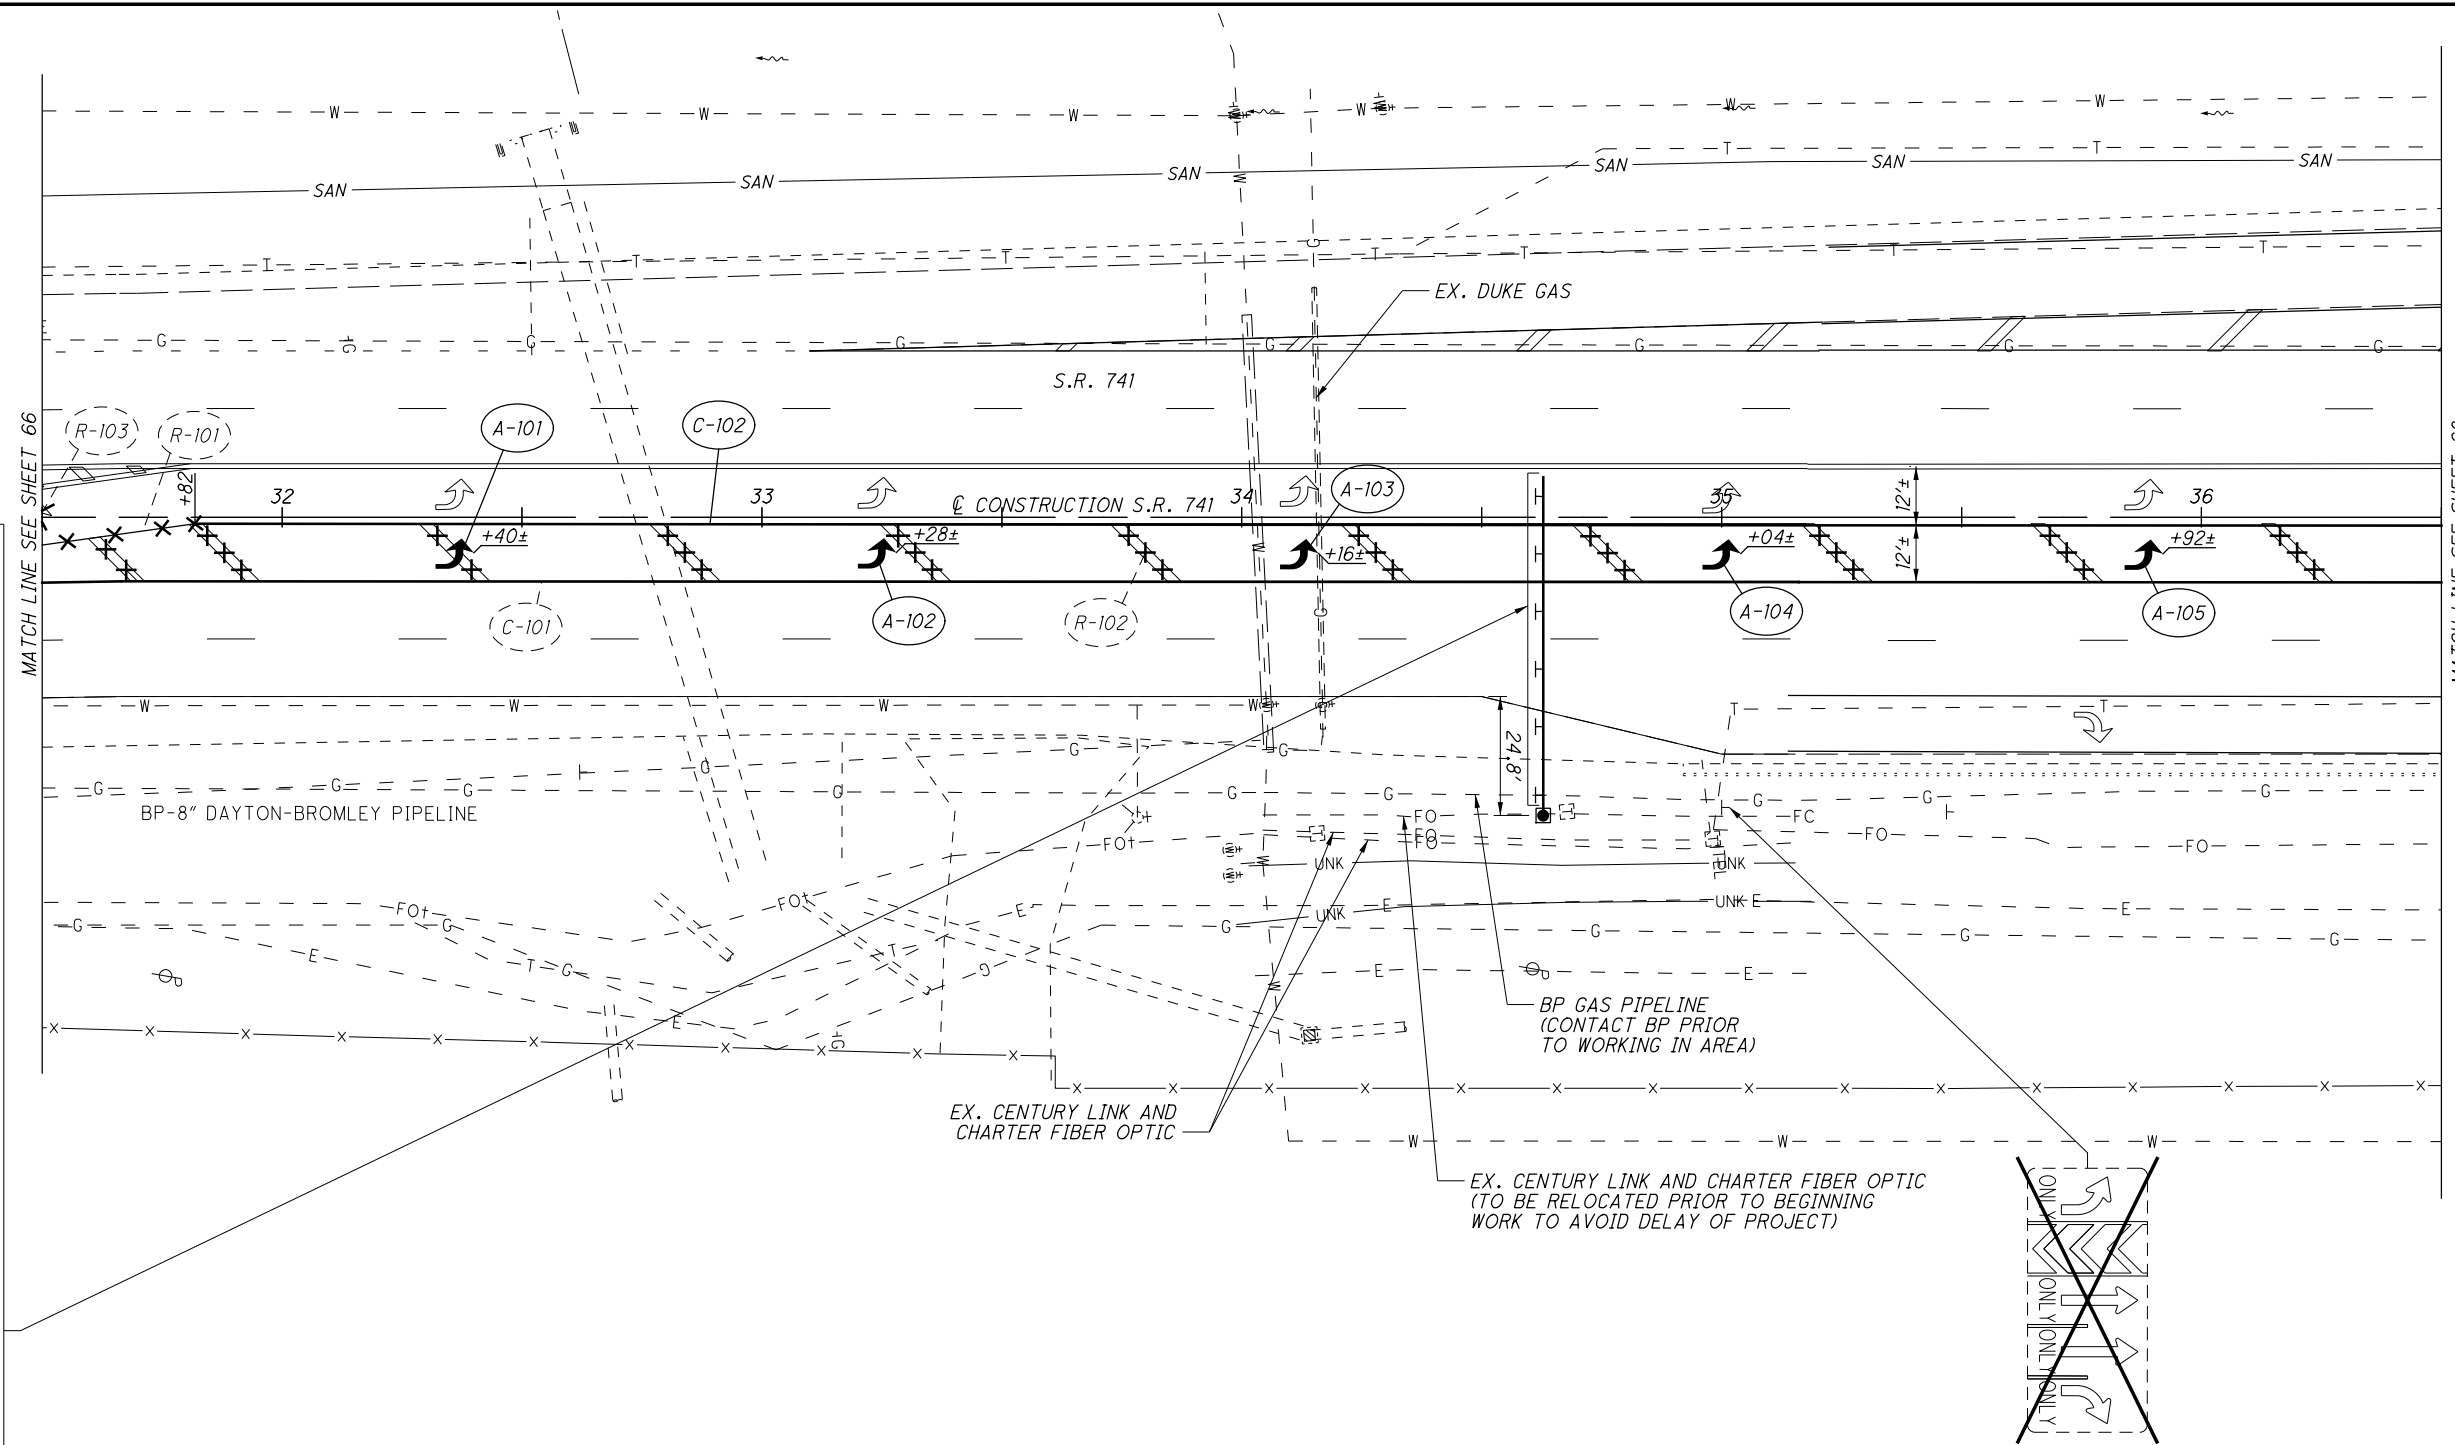 W W W W W W
T T
SAN SAN SAN SAN SAN SAN
T T T T T T T
G
EX. DUKE GAS
G G G G G G G G
S.R. 741
MATCH LINE SEE SHEET 66
R-103
R-101
A-101
C-102
A-103
+82
32
33
34
35
36
℄ CONSTRUCTION S.R. 741
12'±
12'±
+40±
+28±
+16±
+04±
+92±
C-101
A-102
R-102
A-104
A-105
W W W W
T T
24.8'
G G G G G G G G G G G
BP-8" DAYTON-BROMLEY PIPELINE
FO FC
FO FO FO
FO
FO† FO† FO†
UNK UNK
UNK UNK
E E E E
G G G G G G
T T
E E E E
BP GAS PIPELINE
(CONTACT BP PRIOR
TO WORKING IN AREA)
X X X X X X X X X X X
X X X X X X X X X X X X X X X
EX. CENTURY LINK AND
CHARTER FIBER OPTIC
W W W
EX. CENTURY LINK AND CHARTER FIBER OPTIC
(TO BE RELOCATED PRIOR TO BEGINNING
WORK TO AVOID DELAY OF PROJECT)
ONLY
ONLY
ONLY
ONLY